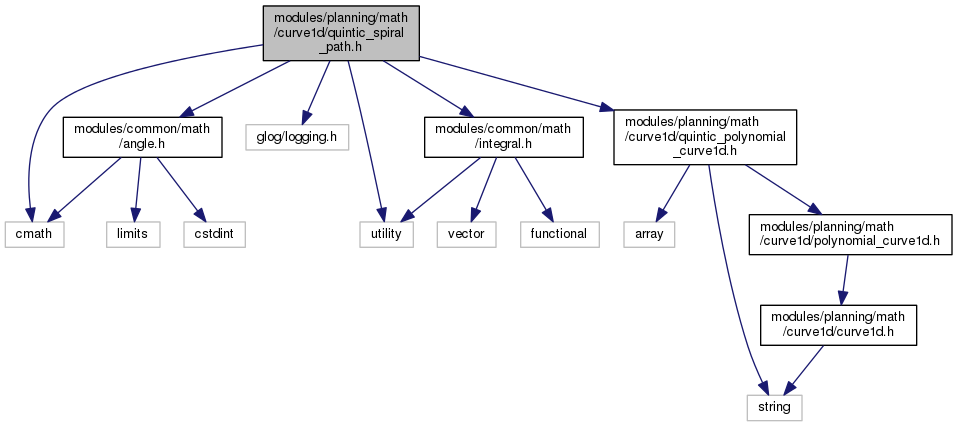 modules/planning/math
/curve1d/quintic_spiral
_path.h
modules/common/math
/angle.h
glog/logging.h
modules/common/math
/integral.h
modules/planning/math
/curve1d/quintic_polynomial
_curve1d.h
cmath
limits
cstdint
utility
vector
functional
array
modules/planning/math
/curve1d/polynomial_curve1d.h
modules/planning/math
/curve1d/curve1d.h
string